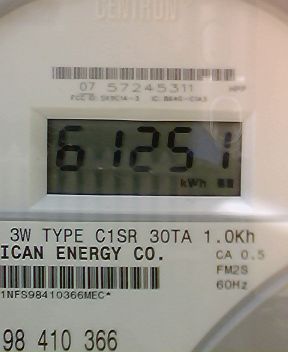 CENTRON
07 57245311
61251
kWh
3W TYPE C1SR 30TA 1.0Kh
ICAN ENERGY CO.
CA 0.5
FM2S
60Hz
1NFS98410366MEC*
98 410 366